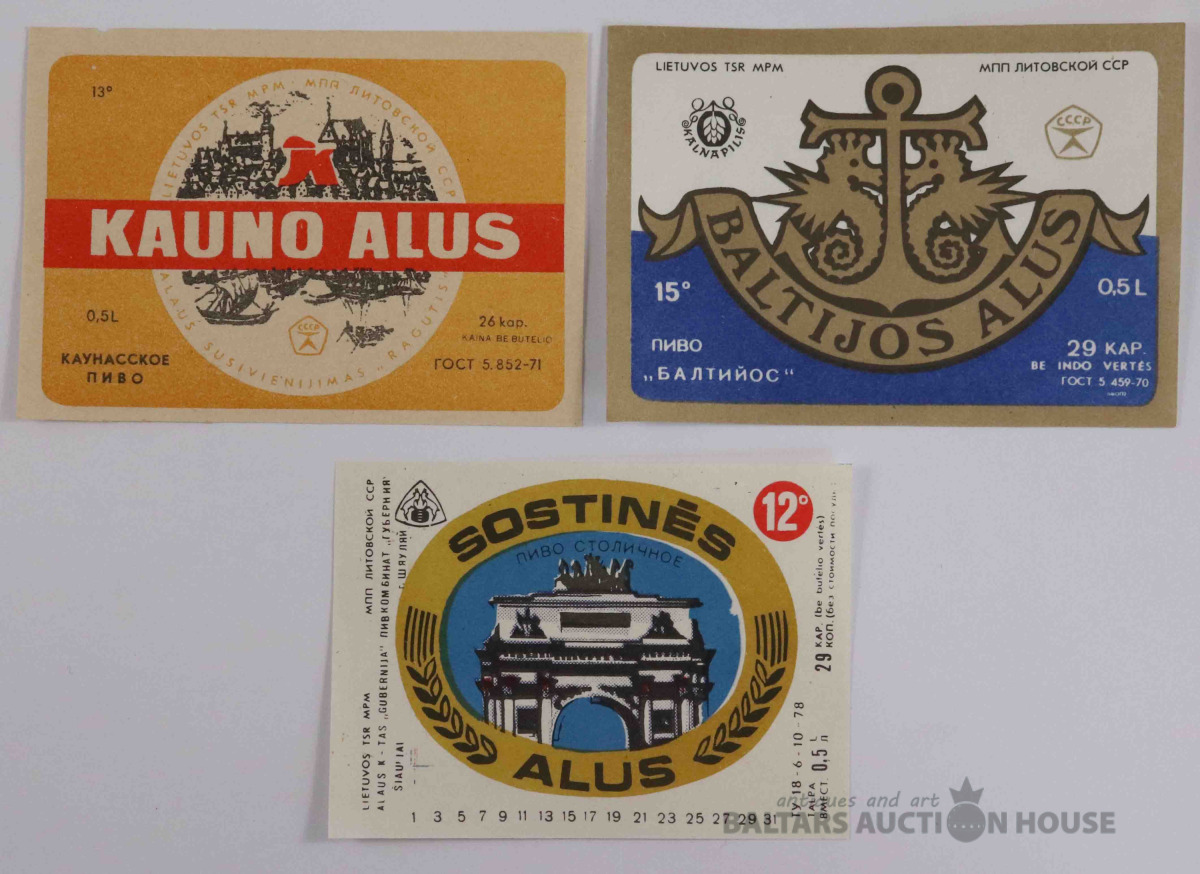 13°
LIETUVOS TSR MPM · МПП ЛИТОВСКОЙ ССР
KAUNO ALUS
ALAUS SUSIVIENIJIMAS „RAGUTIS"
СССР
0,5L
КАУНАССКОЕ
ПИВО
26 kap.
KAINA BE BUTELIO
ГОСТ 5.852-71
LIETUVOS TSR MPM
МПП ЛИТОВСКОЙ ССР
KALNAPILIS
СССР
BALTIJOS ALUS
15°
0,5 L
ПИВО
„БАЛТИЙОС“
29 KAP.
BE INDO VERTĖS
ГОСТ 5 459-70
LIETUVOS TSR MPM
МПП ЛИТОВСКОЙ ССР
ALAUS K-TAS „GUBERNIJA" ПИВКОМБИНАТ „ГУБЕРНИЯ"
ŠIAULIAI
г. ШЯУЛЯЙ
SOSTINĖS
ПИВО СТОЛИЧНОЕ
ALUS
12°
29 KAP. (be butelio vertės)
КОП. (без стоимости посуды
ТУ 18-6-10-78
TALPA
ВМЕСТ. 0,5 L
Л
1 3 5 7 9 11 13 15 17 19 21 23 25 27 29 31
antiques and art
BALTARS AUCTION HOUSE